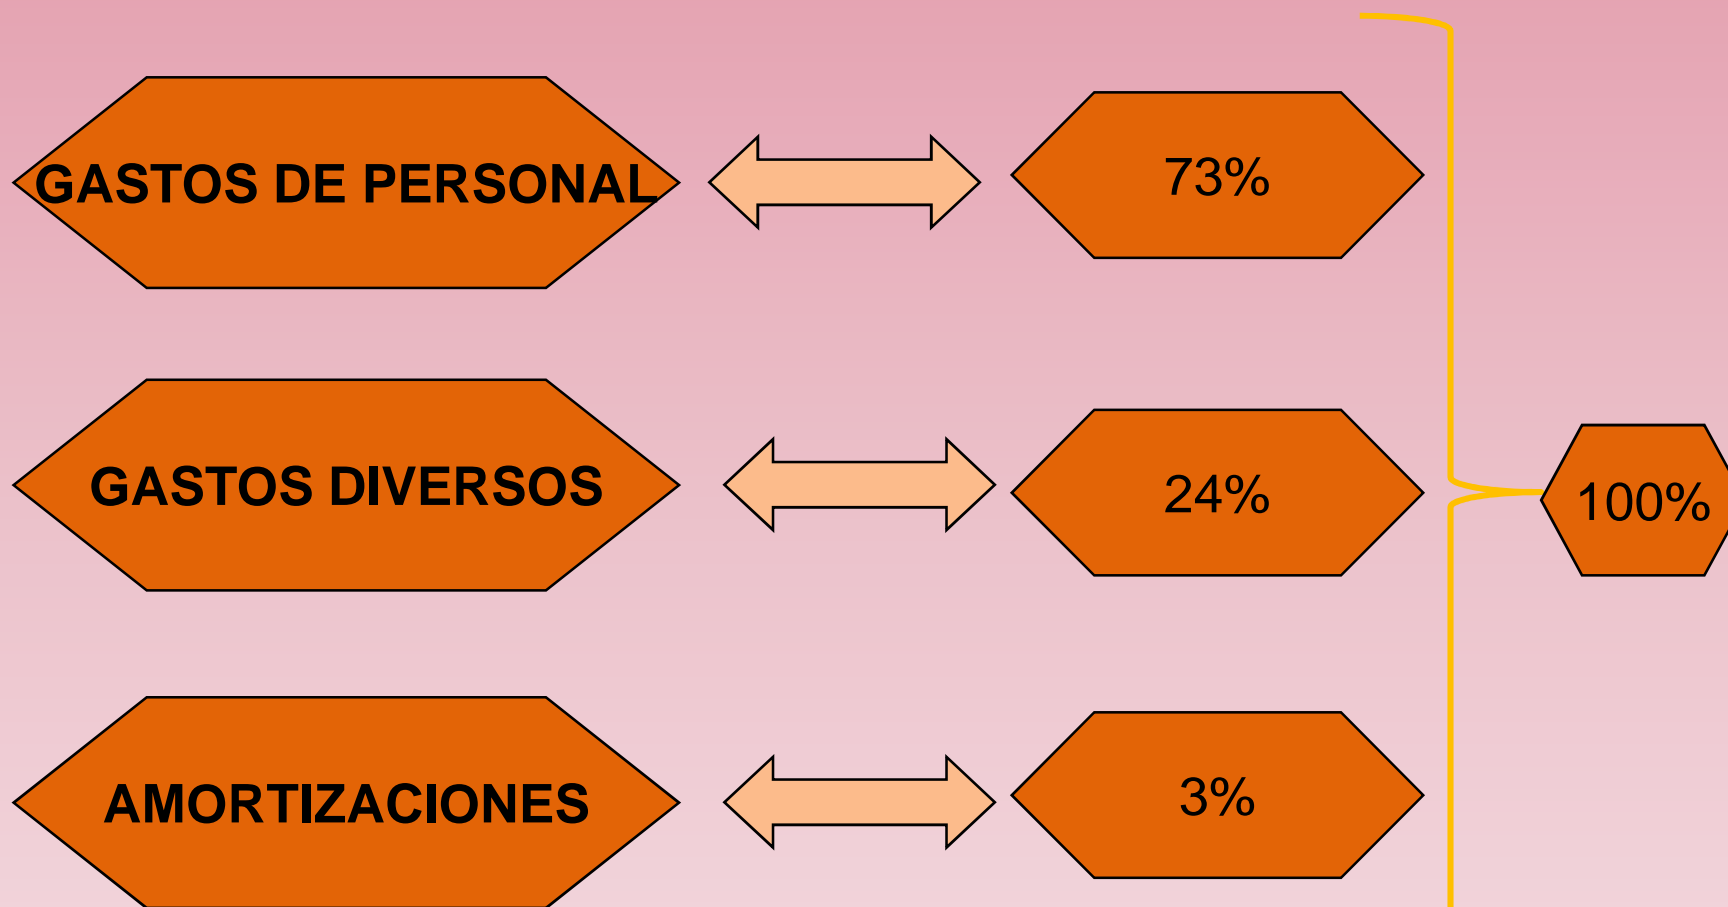 GASTOS DE PERSONAL
73%
GASTOS DIVERSOS
24%
100%
AMORTIZACIONES
3%